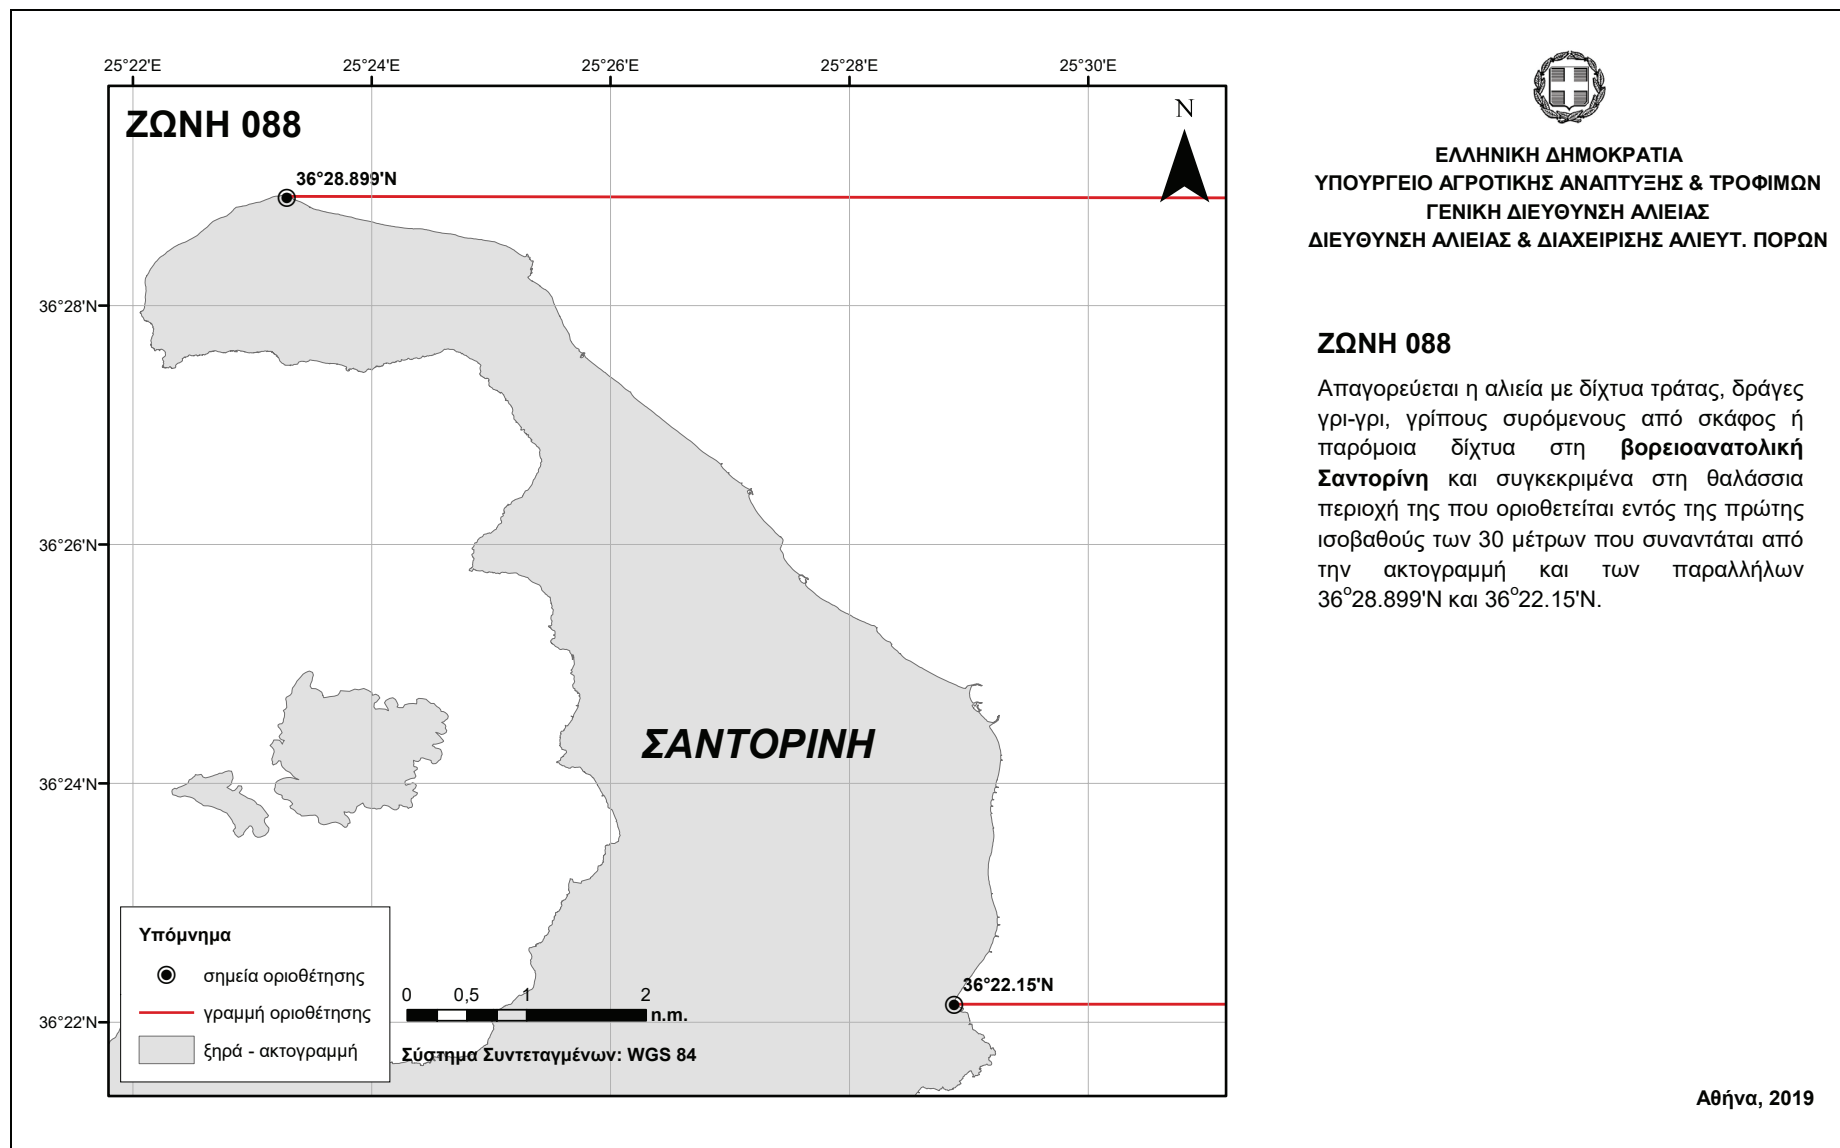 25°22'E
25°24'E
25°26'E
25°28'E
25°30'E
ΖΩΝΗ 088
N
36°28.899'N
36°28'N
36°26'N
36°24'N
36°22'N
ΣΑΝΤΟΡΙΝΗ
36°22.15'N
Υπόμνημα
σημεία οριοθέτησης
γραμμή οριοθέτησης
ξηρά - ακτογραμμή
0 0,5 1 2
n.m.
Σύστημα Συντεταγμένων: WGS 84
ΕΛΛΗΝΙΚΗ ΔΗΜΟΚΡΑΤΙΑ
ΥΠΟΥΡΓΕΙΟ ΑΓΡΟΤΙΚΗΣ ΑΝΑΠΤΥΞΗΣ & ΤΡΟΦΙΜΩΝ
ΓΕΝΙΚΗ ΔΙΕΥΘΥΝΣΗ ΑΛΙΕΙΑΣ
ΔΙΕΥΘΥΝΣΗ ΑΛΙΕΙΑΣ & ΔΙΑΧΕΙΡΙΣΗΣ ΑΛΙΕΥΤ. ΠΟΡΩΝ
ΖΩΝΗ 088
Απαγορεύεται η αλιεία με δίχτυα τράτας, δράγες
γρι-γρι, γρίπους συρόμενους από σκάφος ή
παρόμοια δίχτυα στη βορειοανατολική
Σαντορίνη και συγκεκριμένα στη θαλάσσια
περιοχή της που οριοθετείται εντός της πρώτης
ισοβαθούς των 30 μέτρων που συναντάται από
την ακτογραμμή και των παραλλήλων
36°28.899'N και 36°22.15'N.
Αθήνα, 2019